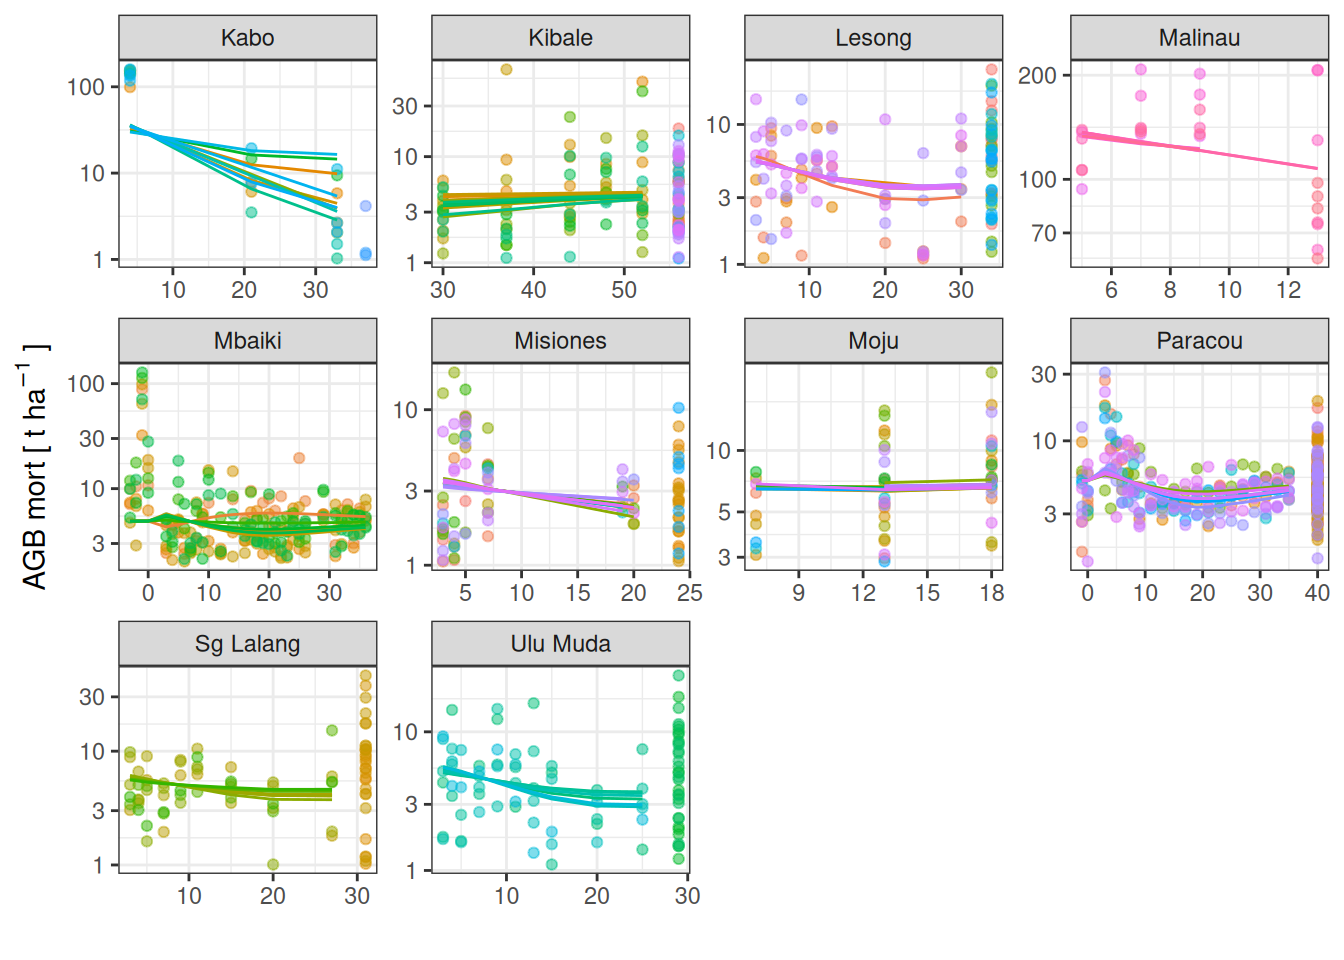 Kabo Kibale Lesong Malinau
100 10 1
30 10 3 1
10 3 1
200 100 70
10 20 30
30 40 50
10 20 30
6 8 10 12
AGB mort [ t ha⁻¹ ]
Mbaiki Misiones Moju Paracou
100 30 10 3
10 3 1
10 5 3
30 10 3
0 10 20 30
5 10 15 20 25
9 12 15 18
0 10 20 30 40
Sg Lalang Ulu Muda
30 10 3 1
10 3 1
10 20 30
10 20 30